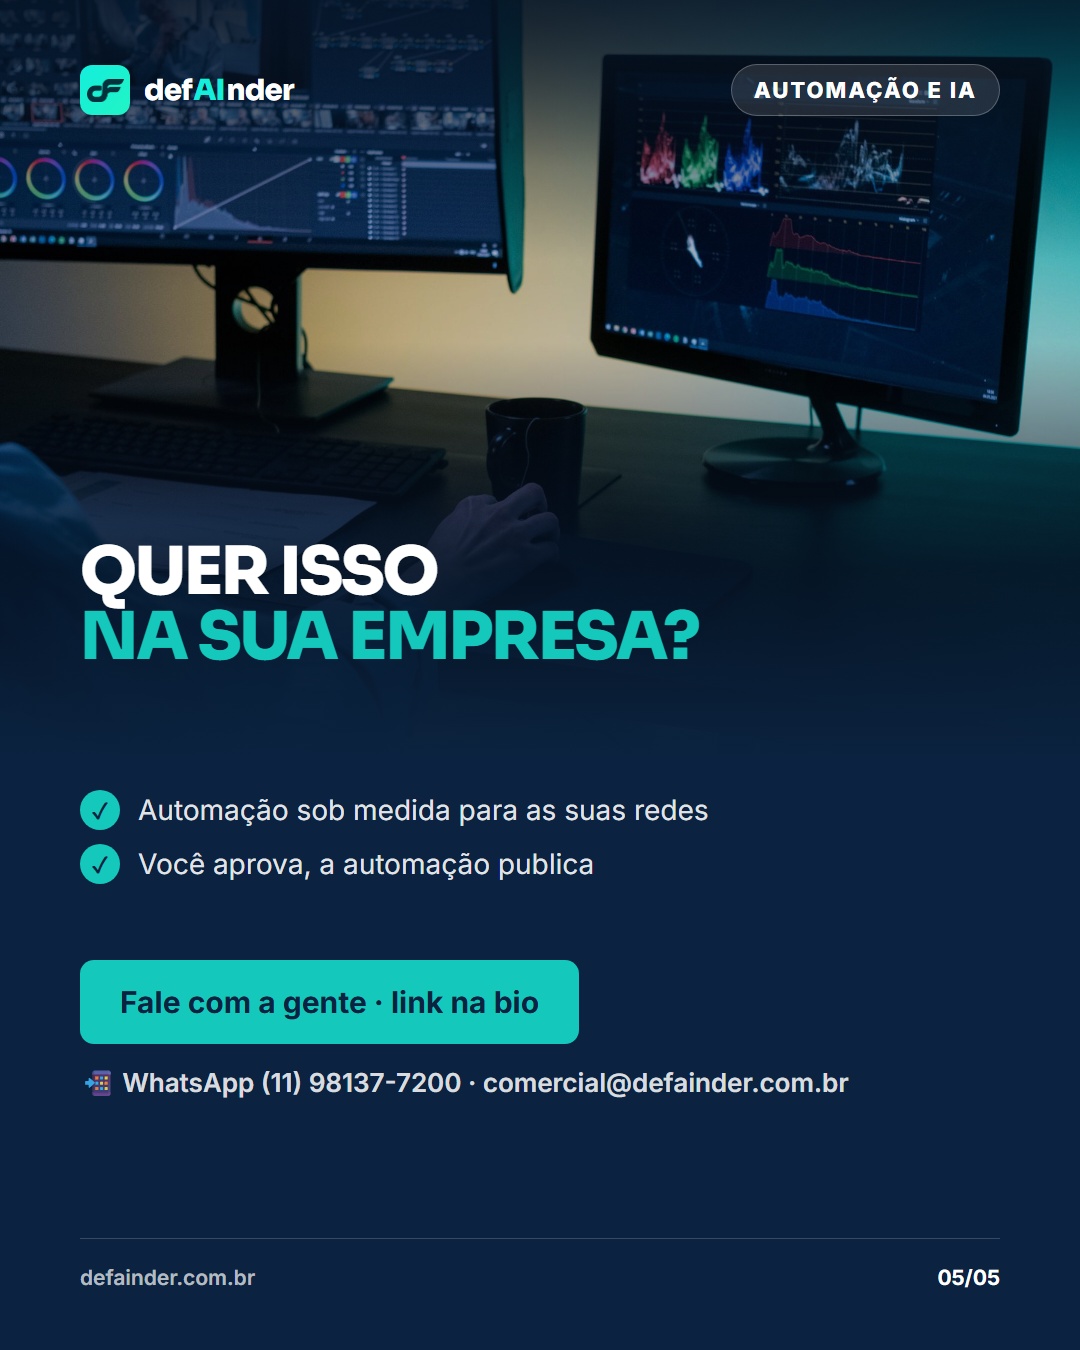 defAInder
AUTOMAÇÃO E IA
QUER ISSO
NA SUA EMPRESA?
Automação sob medida para as suas redes
Você aprova, a automação publica
Fale com a gente · link na bio
WhatsApp (11) 98137-7200 · comercial@defainder.com.br
defainder.com.br
05/05